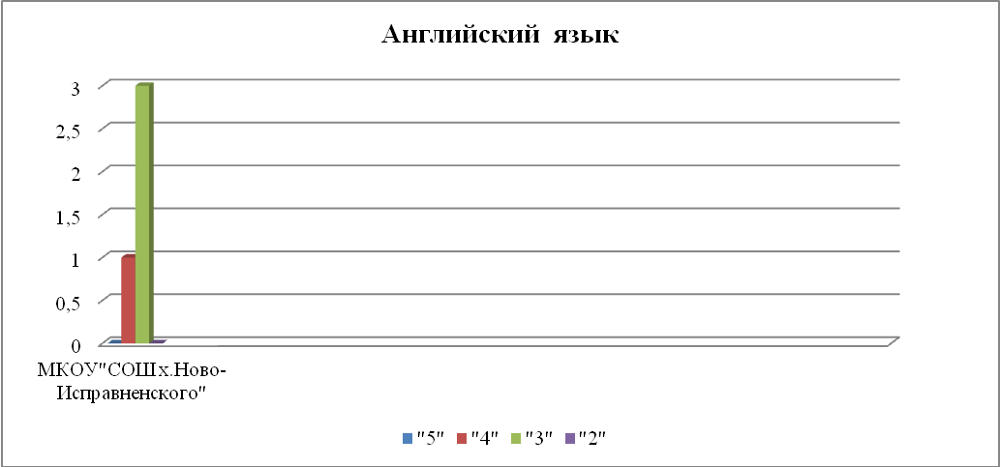 Английский язык
3
2,5
2
1,5
1
0,5
0
МКОУ"СОШ х.Ново-
Исправненского"
"5" "4" "3" "2"